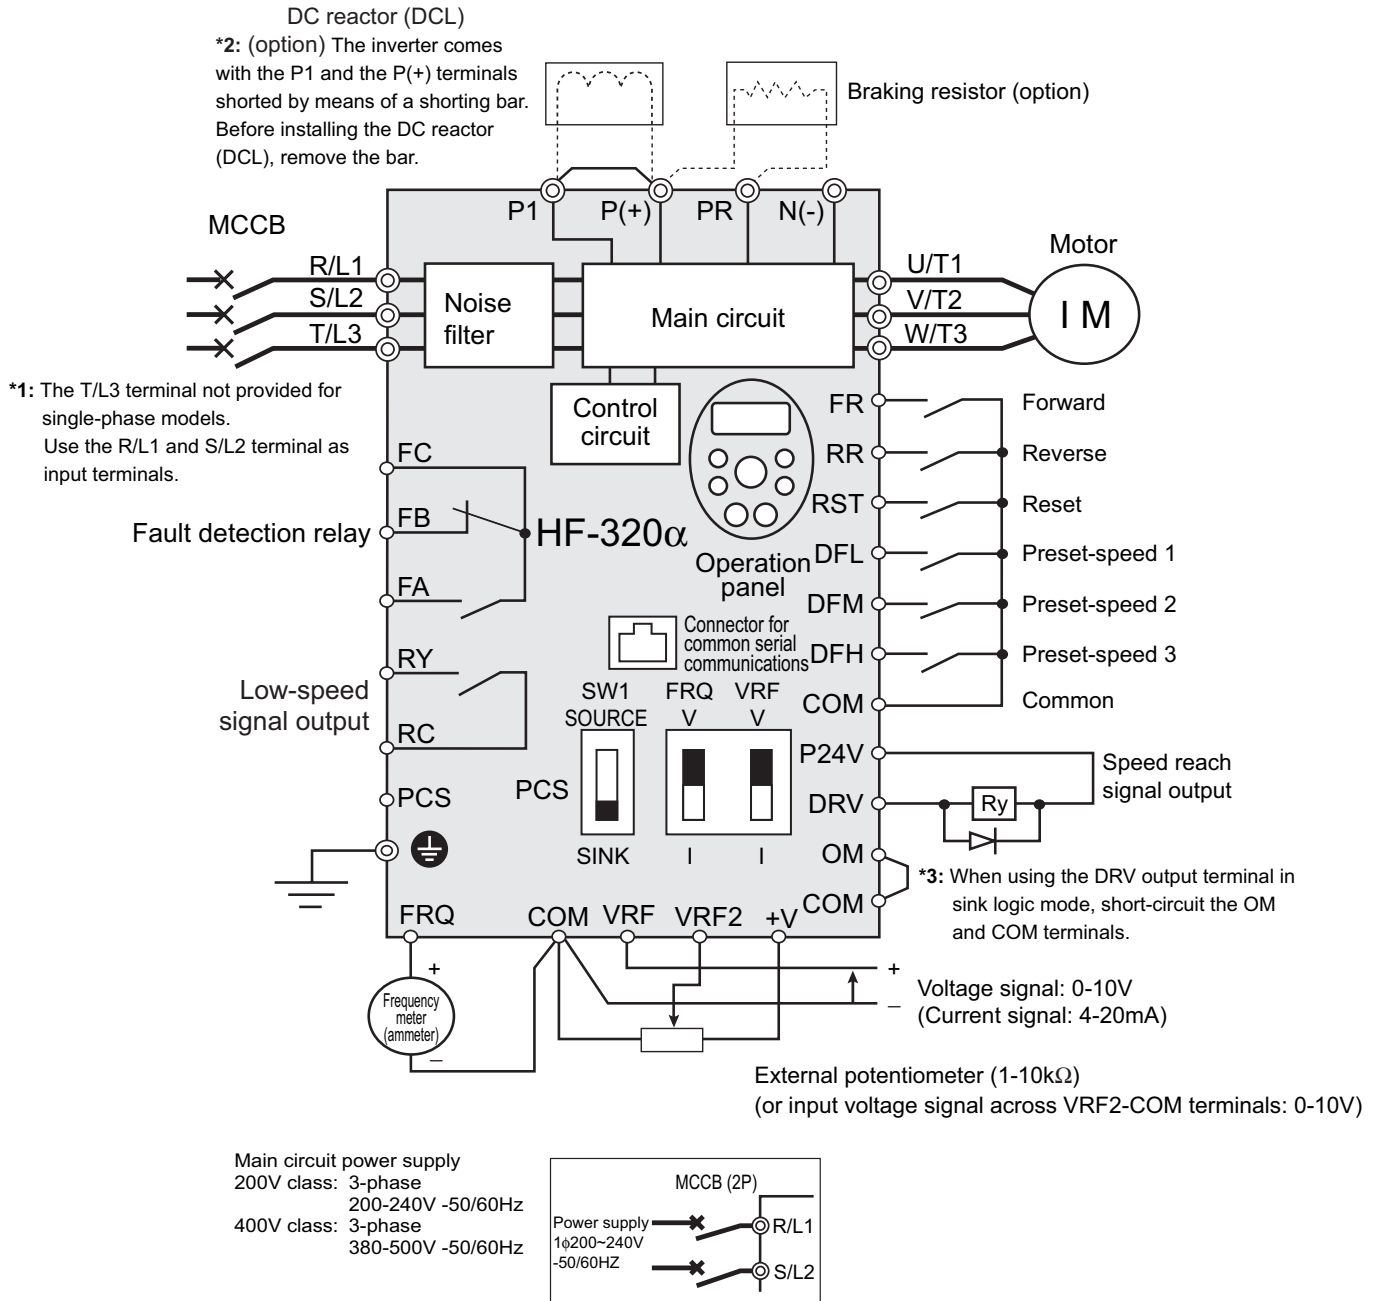 DC reactor (DCL)
*2: (option) The inverter comes
with the P1 and the P(+) terminals
shorted by means of a shorting bar.
Before installing the DC reactor
(DCL), remove the bar.
Braking resistor (option)
P1
P(+)
PR
N(-)
MCCB
R/L1
S/L2
T/L3
Noise
filter
Main circuit
U/T1
V/T2
W/T3
Motor
I M
*1: The T/L3 terminal not provided for
single-phase models.
Use the R/L1 and S/L2 terminal as
input terminals.
Control
circuit
Operation
panel
HF-320α
Fault detection relay
FC
FB
FA
Low-speed
signal output
RY
RC
PCS
Connector for
common serial
communications
SW1
SOURCE
PCS
SINK
FRQ
V
I
VRF
V
I
FR
Forward
RR
Reverse
RST
Reset
DFL
Preset-speed 1
DFM
Preset-speed 2
DFH
Preset-speed 3
COM
Common
P24V
DRV
Ry
Speed reach
signal output
OM
COM
*3: When using the DRV output terminal in
sink logic mode, short-circuit the OM
and COM terminals.
FRQ
COM
VRF
VRF2
+V
+
Frequency
meter
(ammeter)
−
+
−
Voltage signal: 0-10V
(Current signal: 4-20mA)
External potentiometer (1-10kΩ)
(or input voltage signal across VRF2-COM terminals: 0-10V)
Main circuit power supply
200V class: 3-phase
200-240V -50/60Hz
400V class: 3-phase
380-500V -50/60Hz
MCCB (2P)
Power supply
1ϕ200~240V
-50/60HZ
R/L1
S/L2